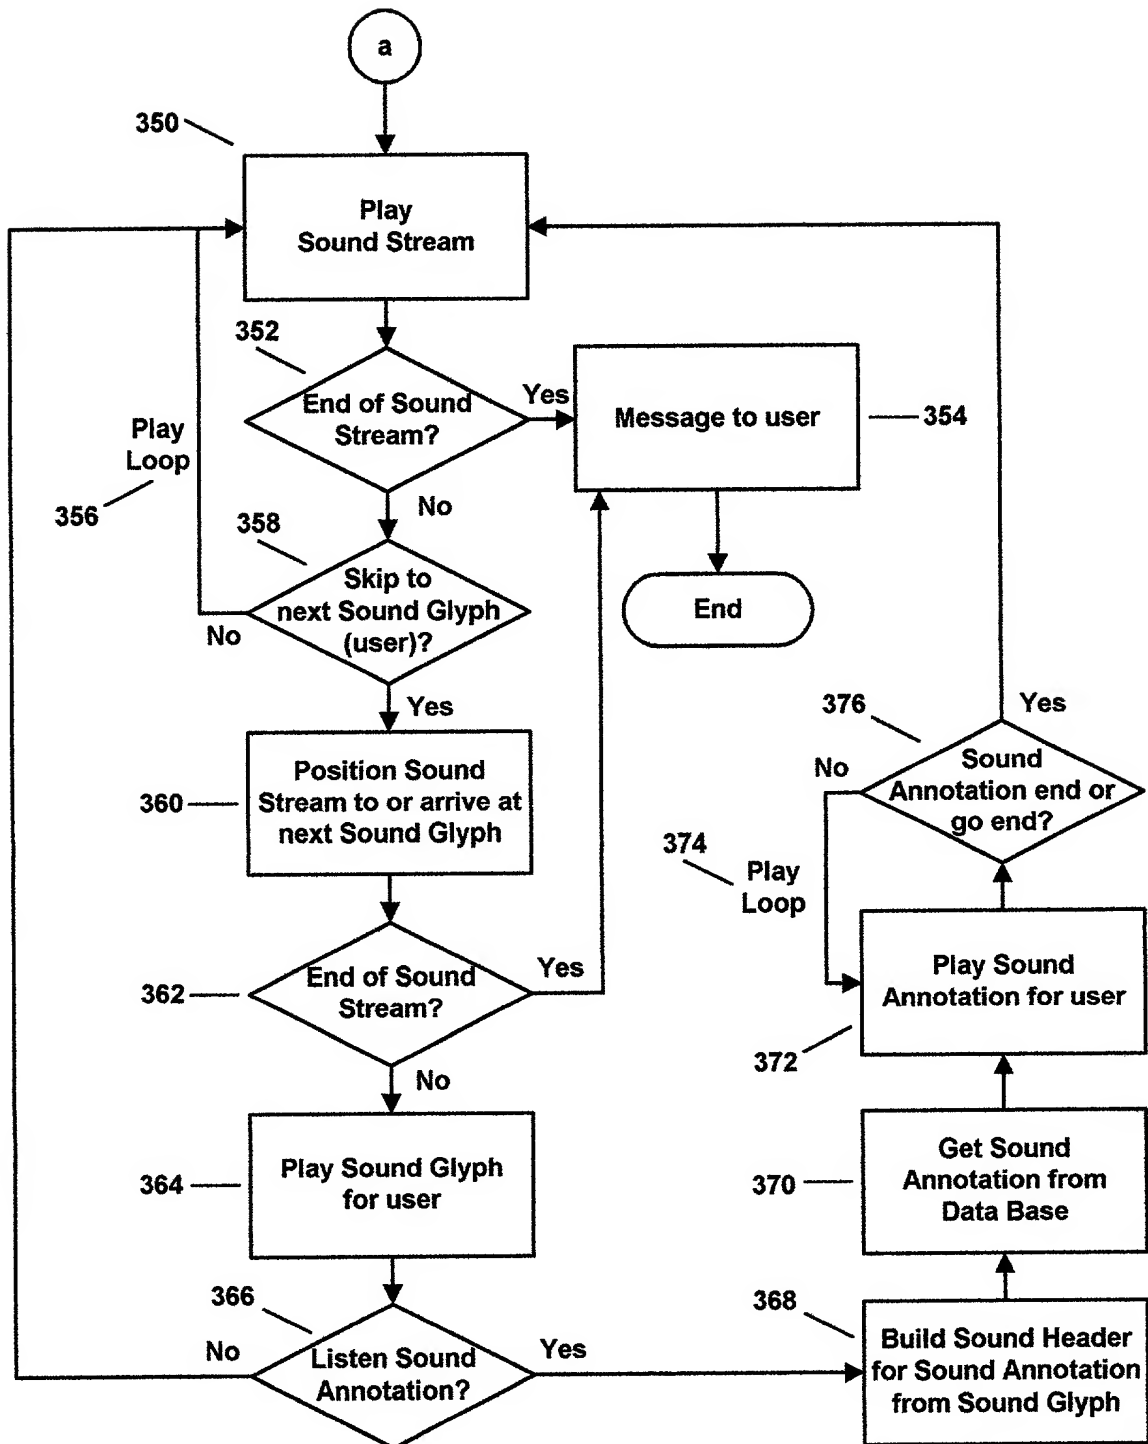 a
350
Play
Sound Stream
352
End of Sound
Stream?
Yes
Message to user
354
Play
Loop
356
No
358
Skip to
next Sound Glyph
(user)?
No
End
Yes
360
Position Sound
Stream to or arrive at
next Sound Glyph
362
End of Sound
Stream?
Yes
No
364
Play Sound Glyph
for user
366
No
Listen Sound
Annotation?
Yes
368
Build Sound Header
for Sound Annotation
from Sound Glyph
370
Get Sound
Annotation from
Data Base
372
Play Sound
Annotation for user
374
Play
Loop
376
Yes
No
Sound
Annotation end or
go end?